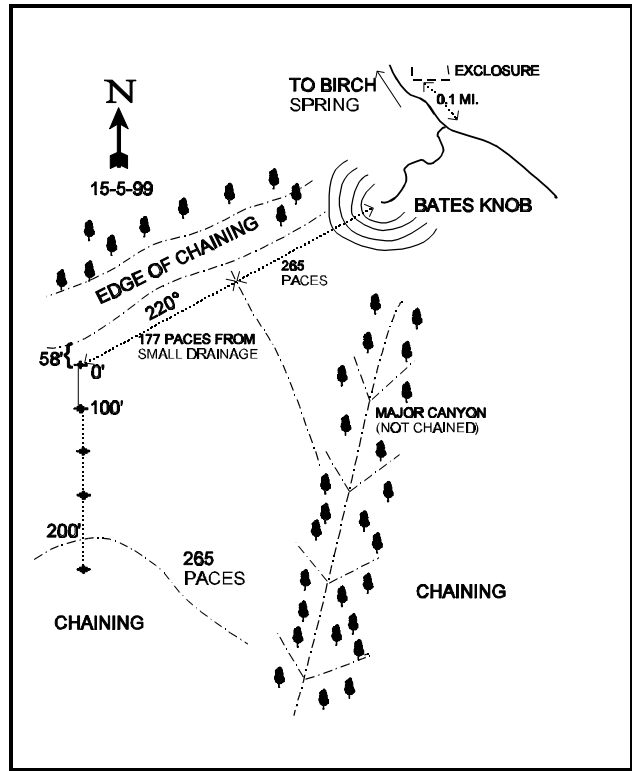 EXCLOSURE
TO BIRCH
SPRING
0.1 MI.
N
15-5-99
BATES KNOB
EDGE OF CHAINING
265
PACES
220°
177 PACES FROM
SMALL DRAINAGE
58'{
0'
100'
MAJOR CANYON
(NOT CHAINED)
200'
265
PACES
CHAINING
CHAINING